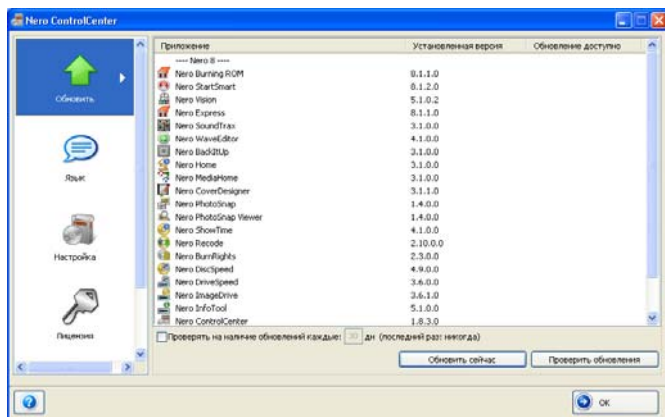 Nero ControlCenter
Приложение Установленная версия Обновление доступно
---- Nero 8 ----
Nero Burning ROM 8.1.1.0
Nero StartSmart 8.1.2.0
Nero Vision 5.1.0.2
Nero Express 8.1.1.0
Nero SoundTrax 3.1.0.0
Nero WaveEditor 4.1.0.0
Nero BackItUp 3.1.0.0
Nero Home 3.1.0.0
Nero MediaHome 3.1.0.0
Nero CoverDesigner 3.1.1.0
Nero PhotoSnap 1.4.0.0
Nero PhotoSnap Viewer 1.4.0.0
Nero ShowTime 4.1.0.0
Nero Recode 2.10.0.0
Nero BurnRights 2.3.0.0
Nero DiscSpeed 4.9.0.0
Nero DriveSpeed 3.6.0.0
Nero ImageDrive 3.6.1.0
Nero InfoTool 5.1.0.0
Nero ControlCenter 1.8.3.0
Обновить
Язык
Настройка
Лицензия
Проверять на наличие обновлений каждые: 30 дн (последний раз: никогда)
Обновить сейчас Проверить обновления
OK